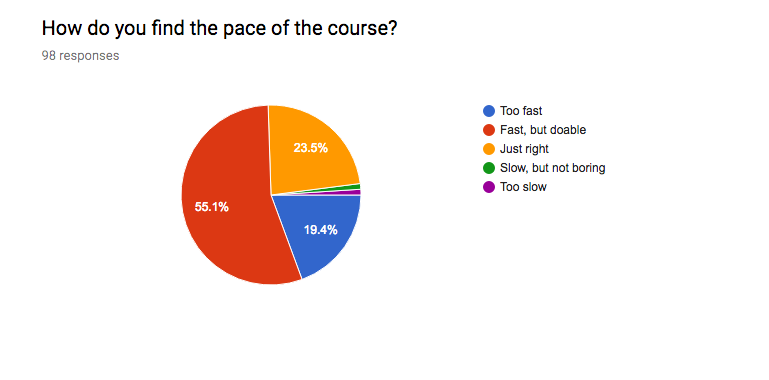 How do you find the pace of the course?
98 responses
Too fast
Fast, but doable
Just right
Slow, but not boring
Too slow
23.5%
55.1%
19.4%